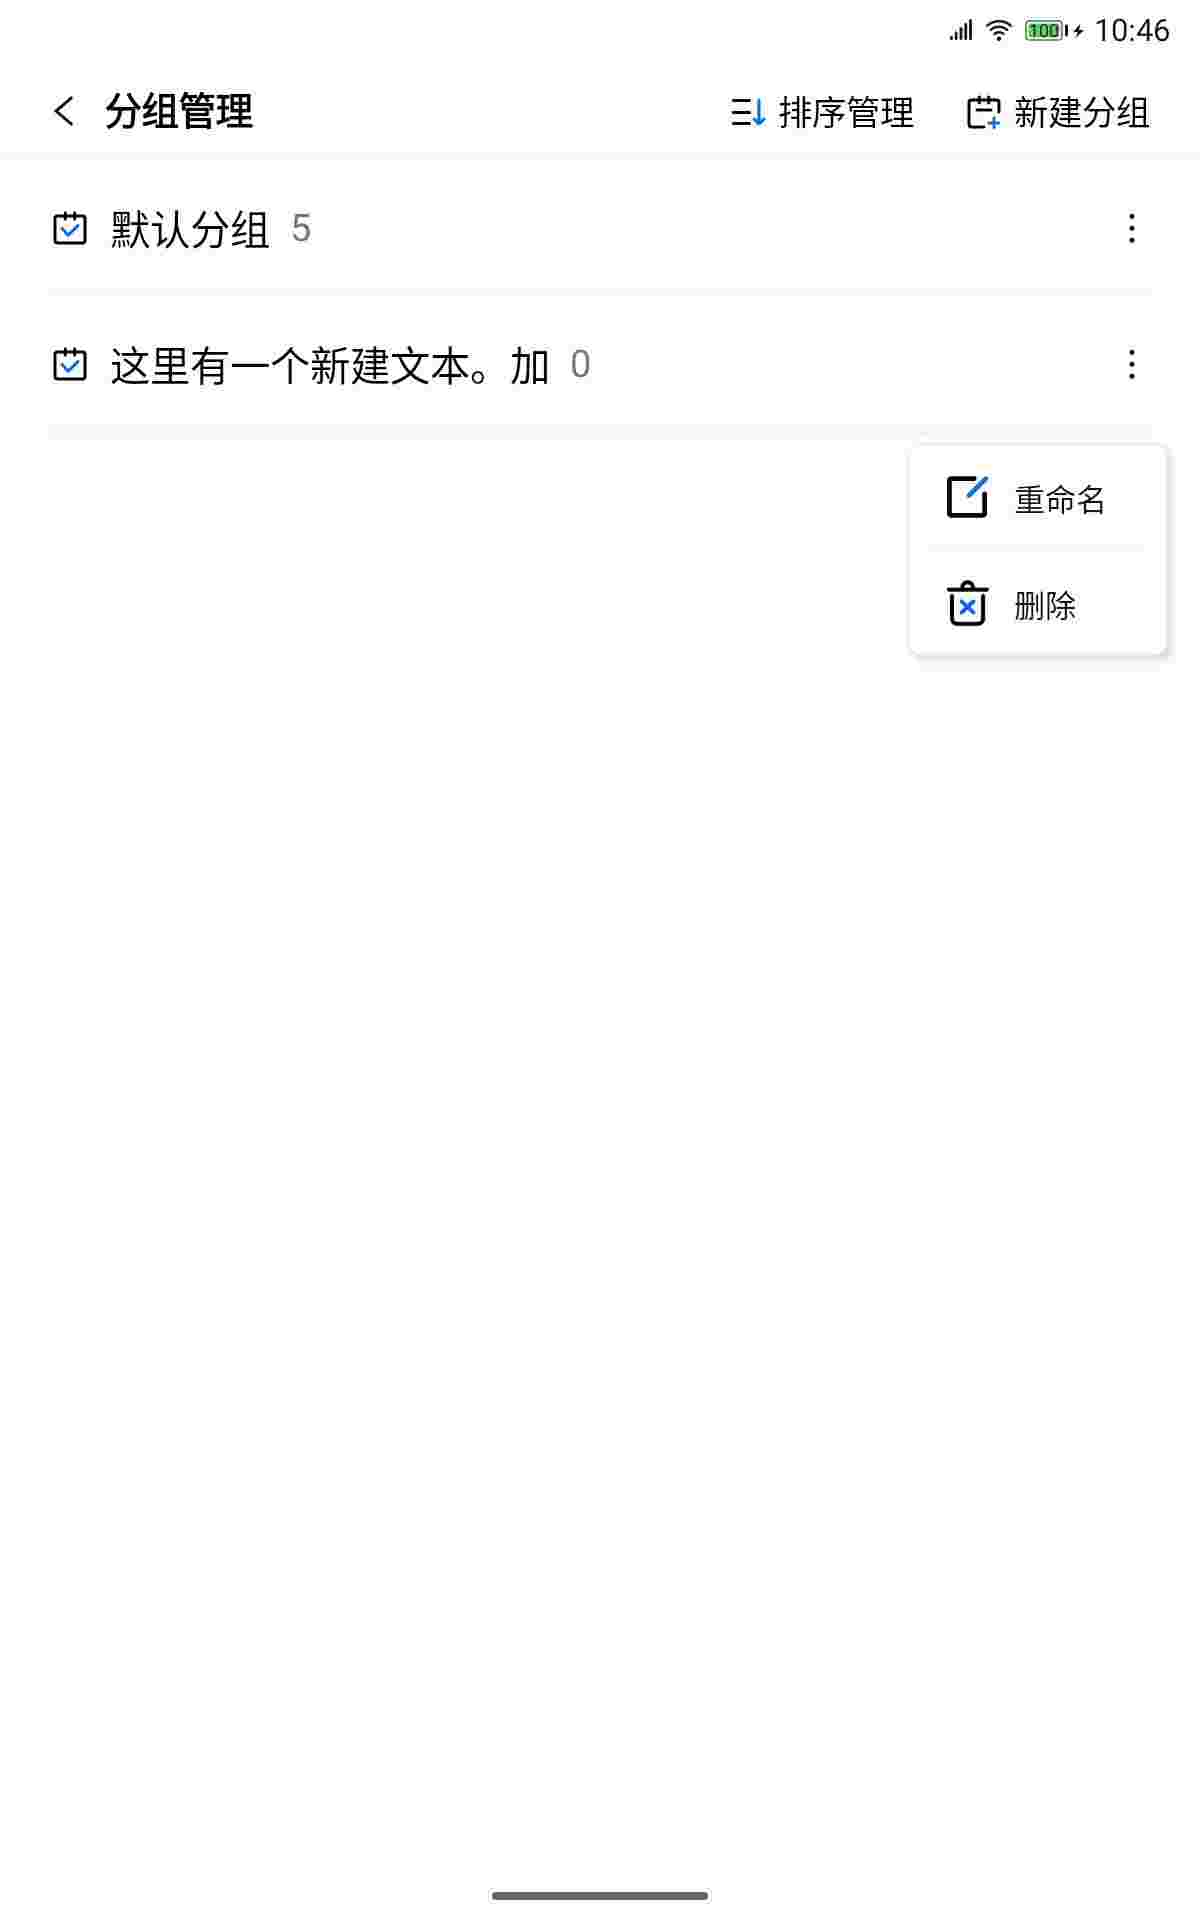 100 10:46
分组管理 排序管理 新建分组
默认分组 5
这里有一个新建文本。加 0
重命名
删除